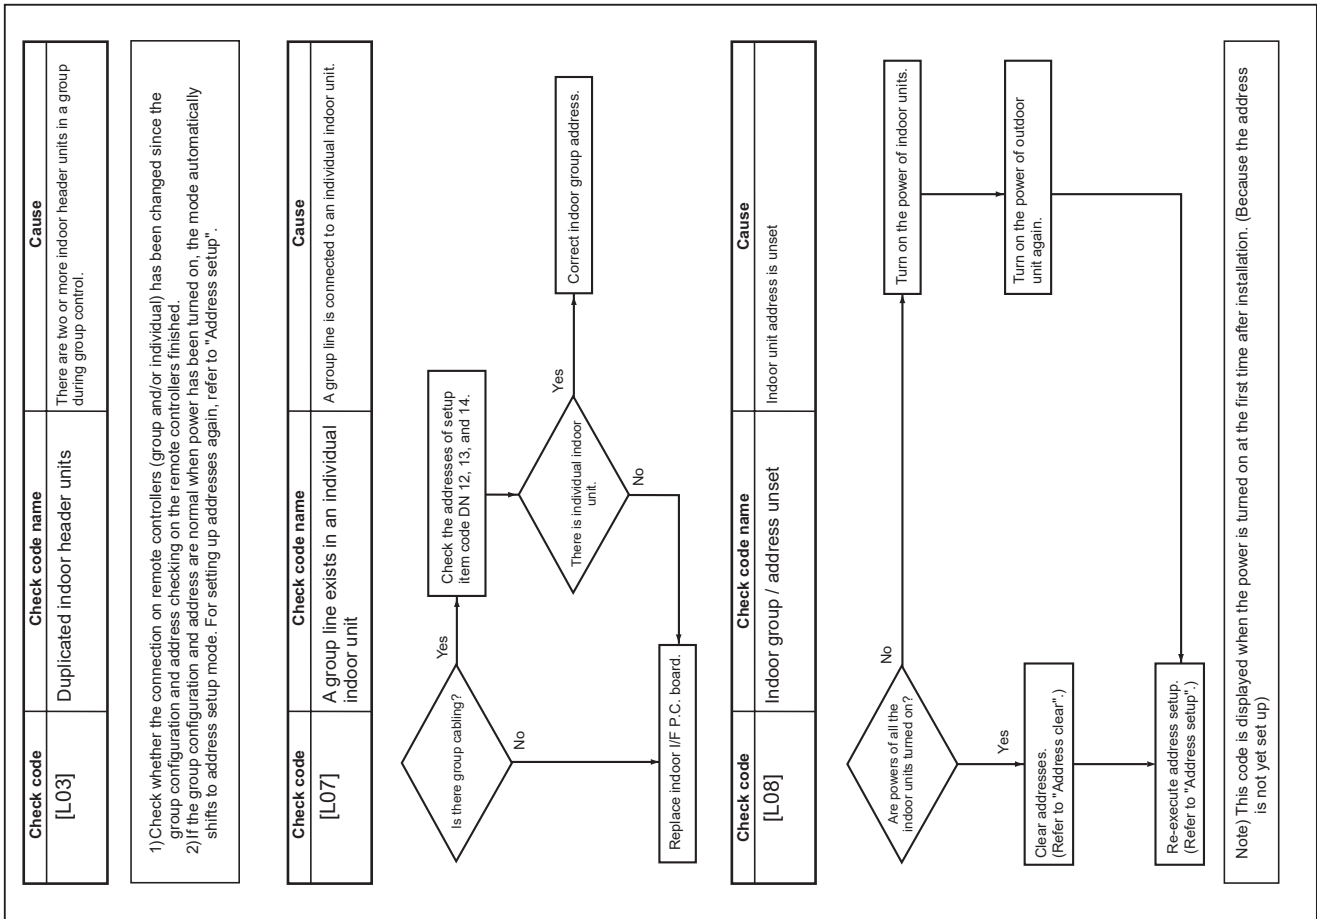 Check code
Check code name
Cause
[L03]
Duplicated indoor header units
There are two or more indoor header units in a group
during group control.
1)Check whether the connection on remote controllers (group and/or individual) has been changed since the
group configuration and address checking on the remote controllers finished.
2)If the group configuration and address are normal when power has been turned on, the mode automatically
shifts to address setup mode. For setting up addresses again, refer to "Address setup".
Check code
Check code name
Cause
[L07]
A group line exists in an individual
indoor unit
A group line is connected to an individual indoor unit.
Is there group cabling?
Yes
No
Check the addresses of setup
item code DN 12, 13, and 14.
There is individual indoor
unit.
Yes
No
Correct indoor group address.
Replace indoor I/F P.C. board.
Check code
Check code name
Cause
[L08]
Indoor group / address unset
Indoor unit address is unset
Are powers of all the
indoor units turned on?
No
Yes
Turn on the power of indoor units.
Turn on the power of outdoor
unit again.
Clear addresses.
(Refer to "Address clear".)
Re-execute address setup.
(Refer to "Address setup".)
Note) This code is displayed when the power is turned on at the first time after installation. (Because the address
is not yet set up)